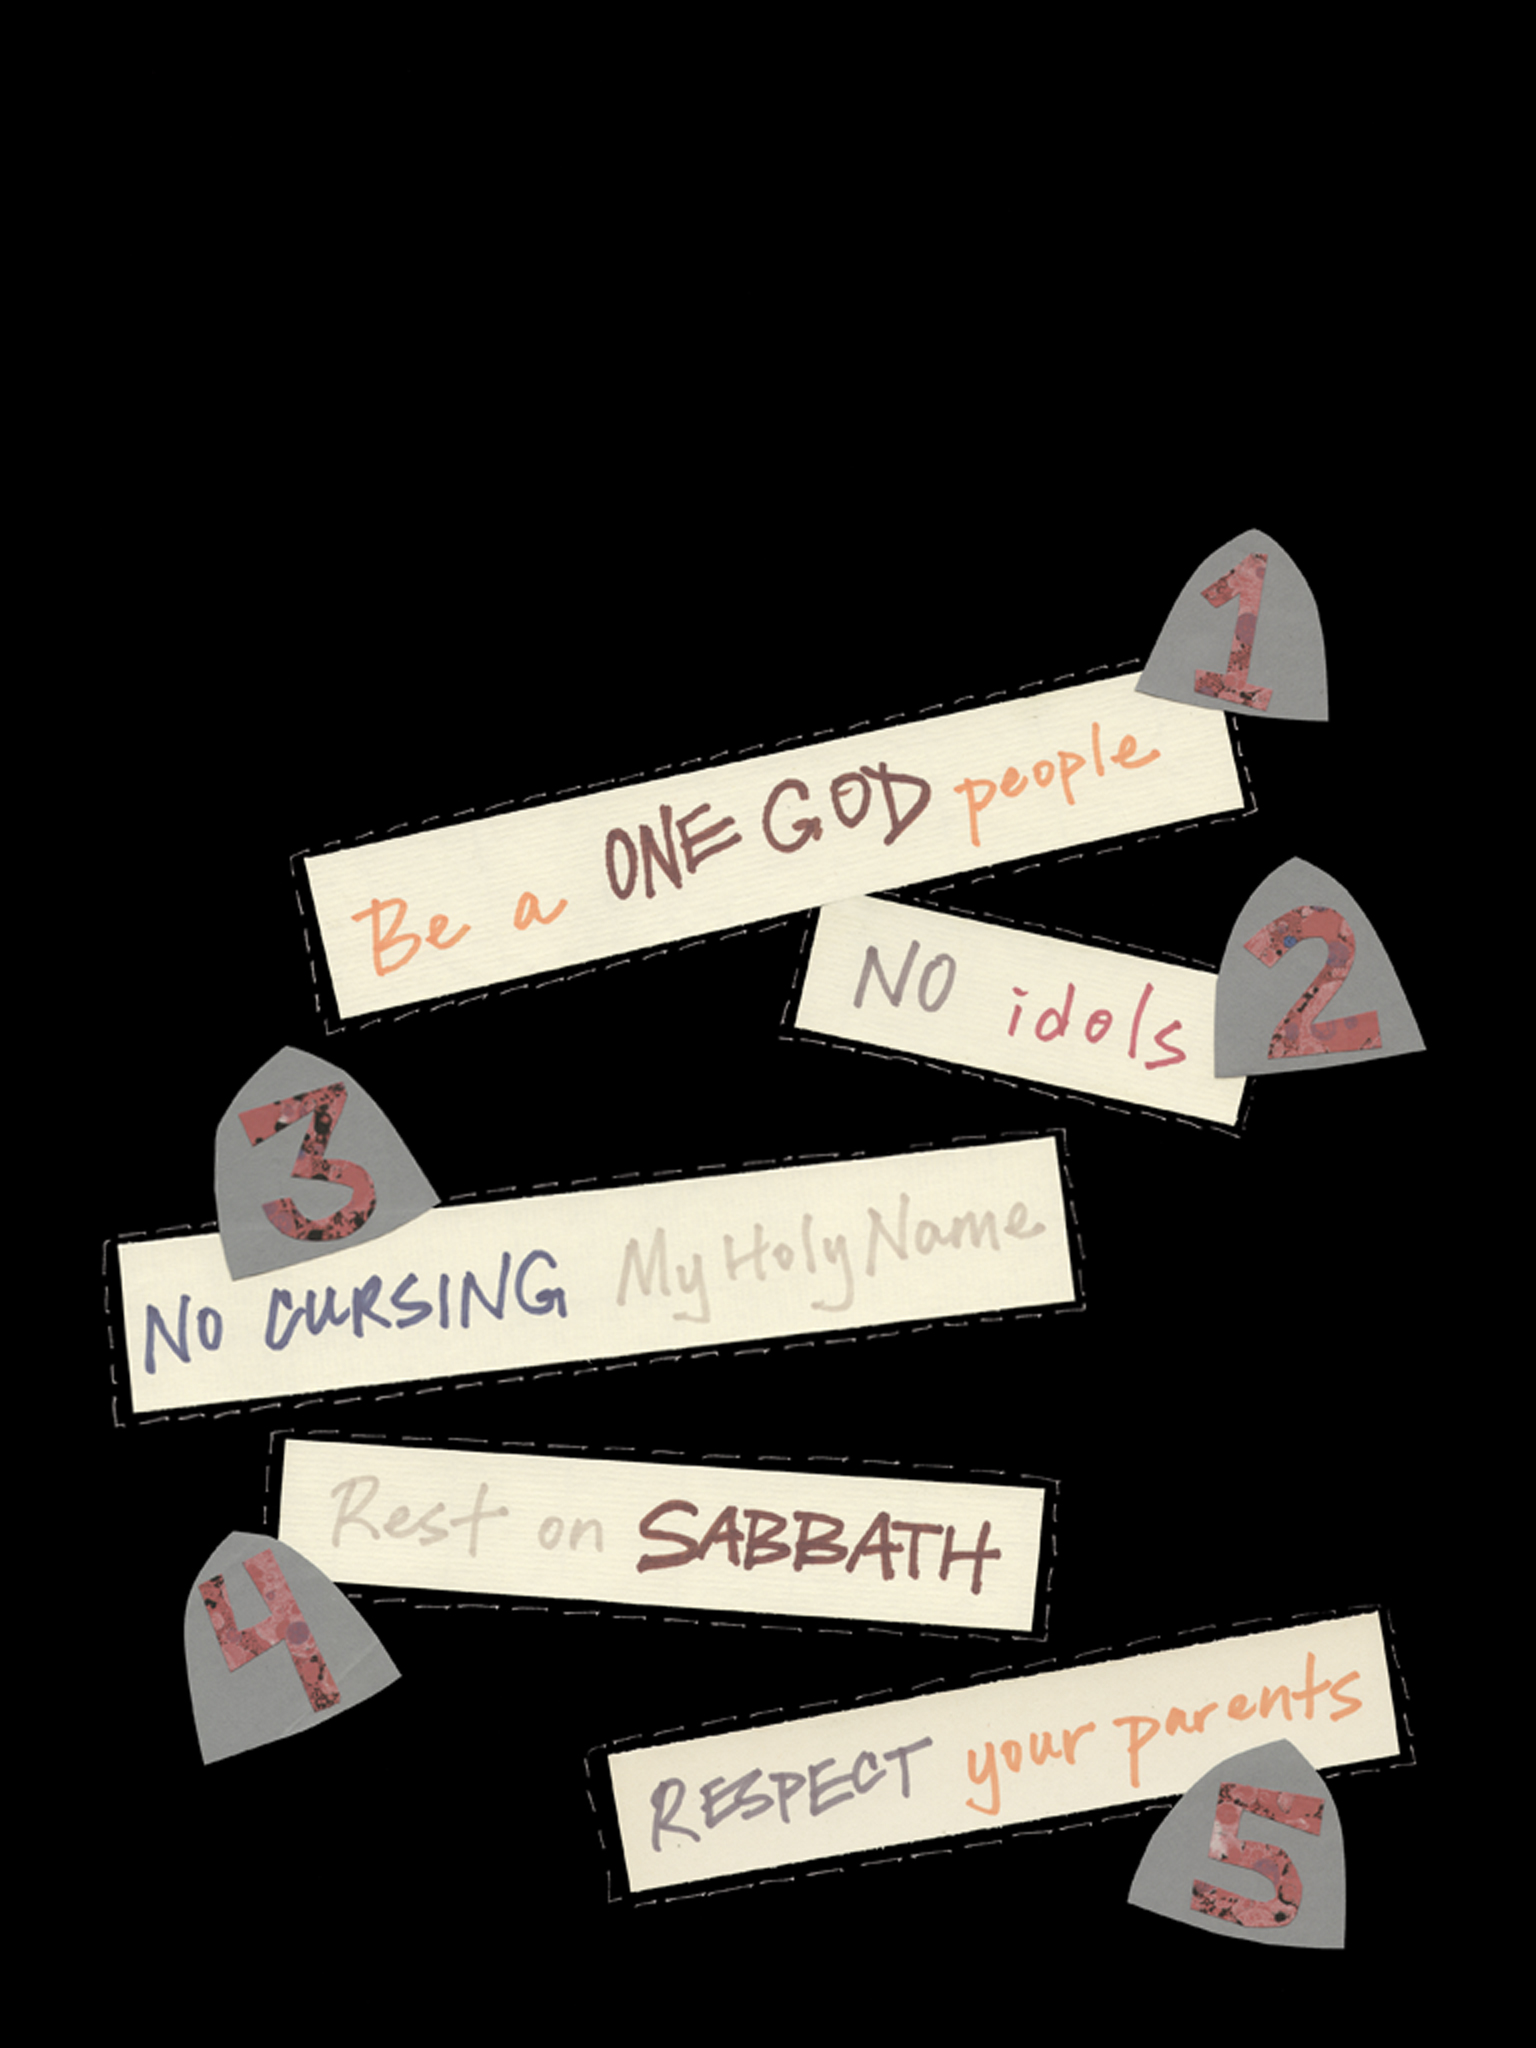 1
Be a ONE GOD people
2
NO idols
3
NO CURSING My Holy Name
Rest on SABBATH
4
RESPECT your parents
5